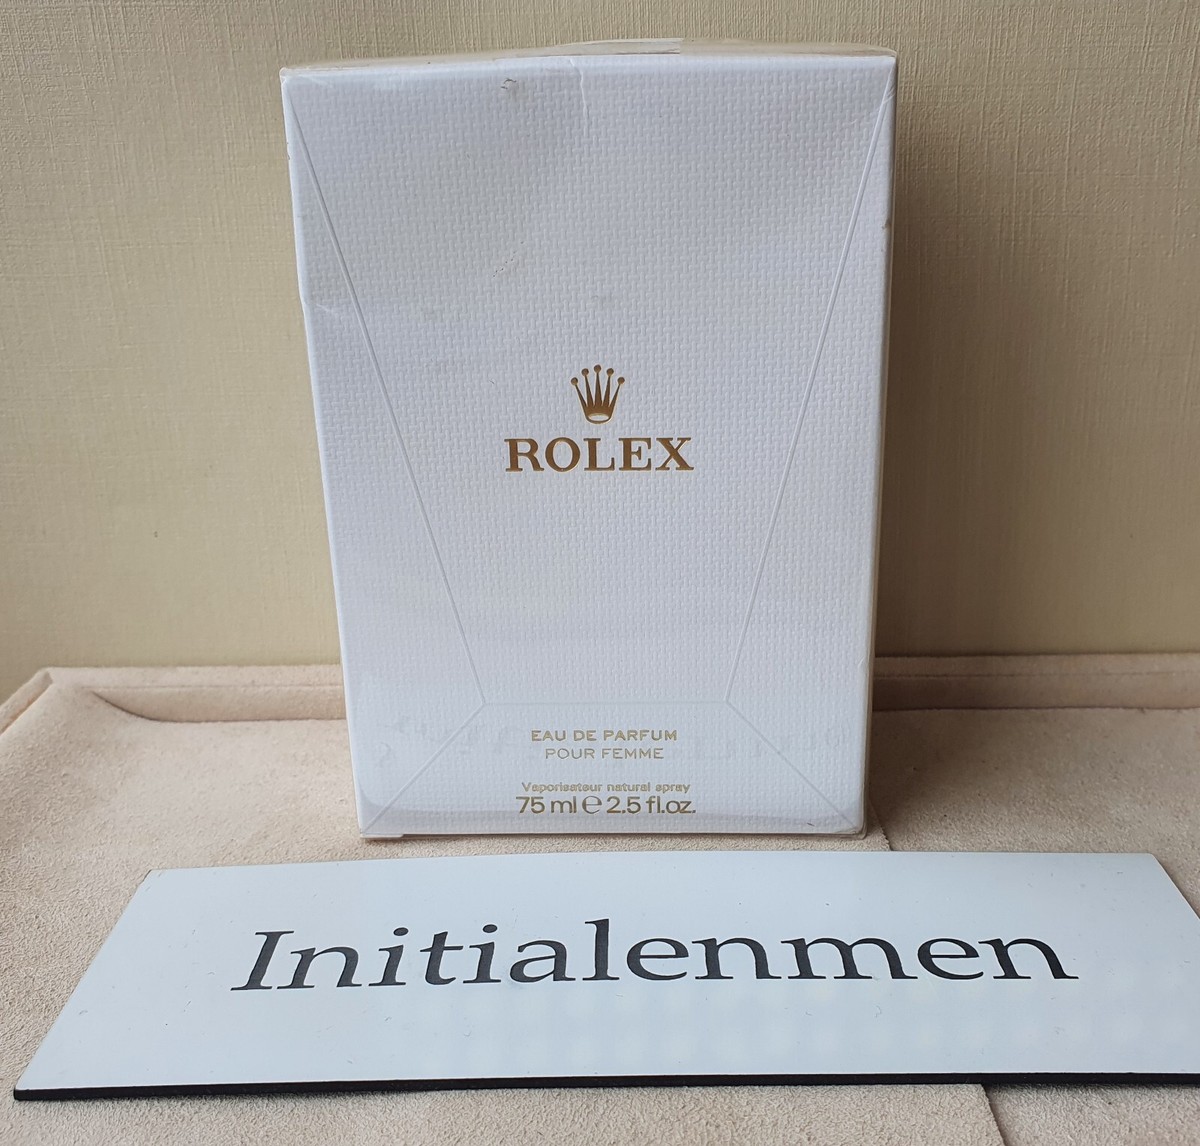 ROLEX
EAU DE PARFUM
POUR FEMME
Vaporisateur natural spray
75 ml ℮ 2.5 fl.oz.
Initialenmen